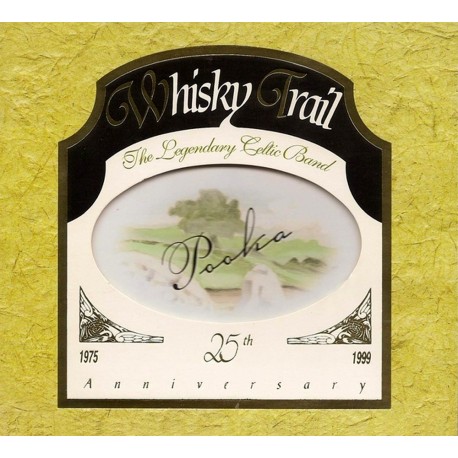 Whisky Trail
The Legendary Celtic Band
Pooka
1975 25th 1999
Anniversary